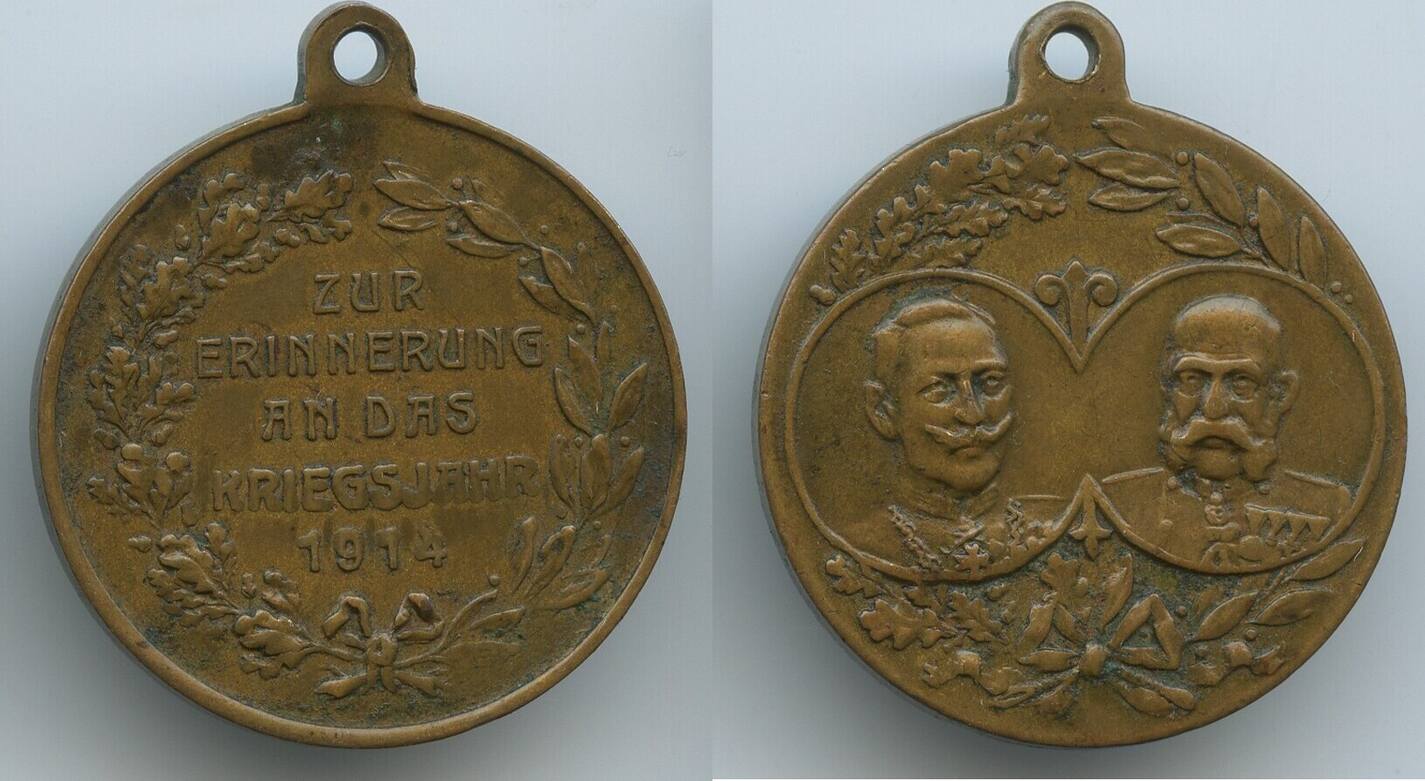 ZUR
ERINNERUNG
AN DAS
KRIEGSJAHR
1914